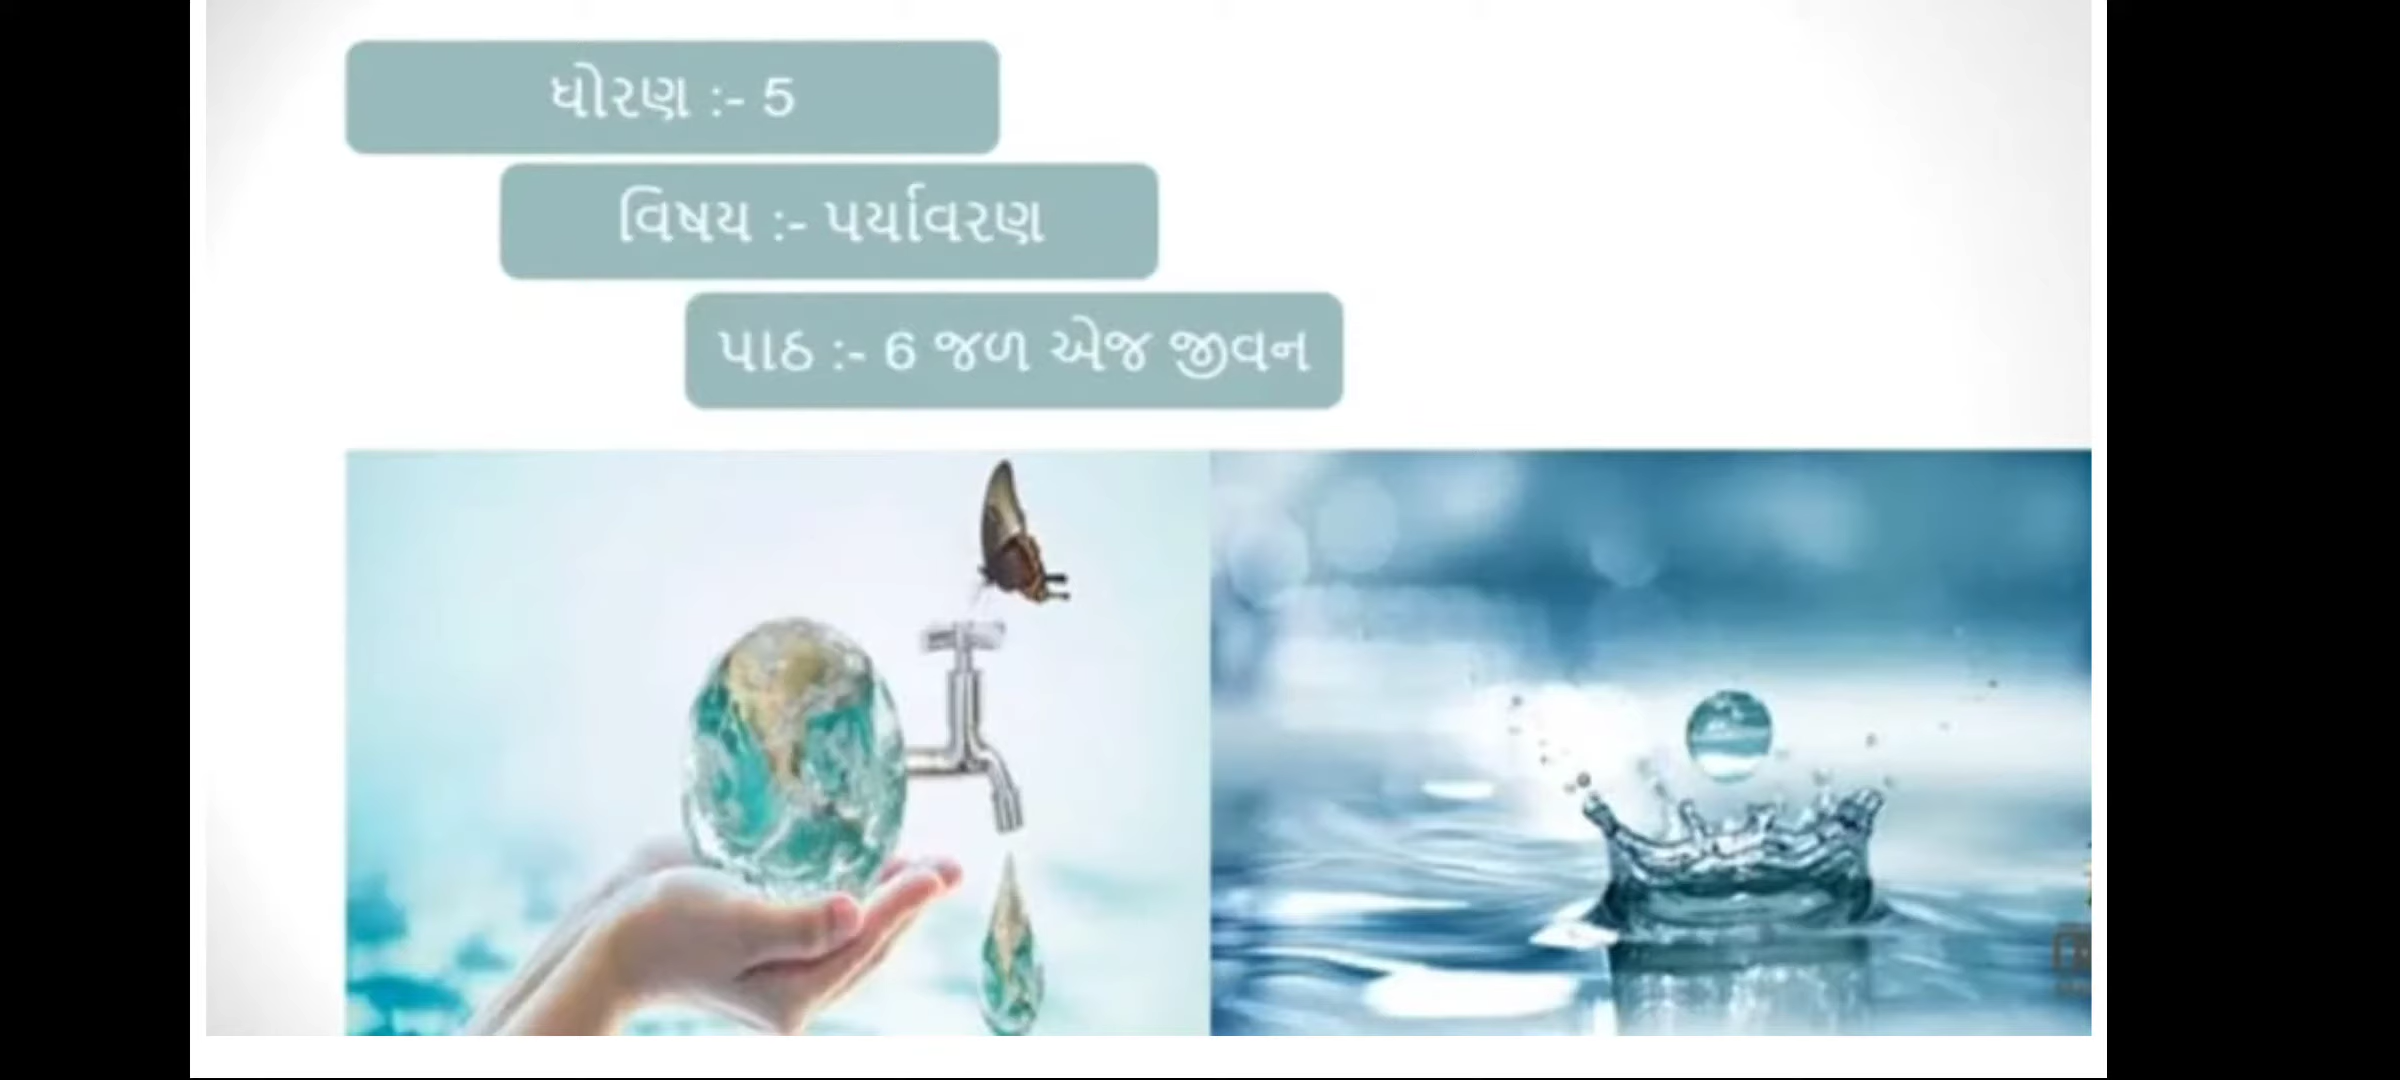 ધોરણ :- 5
વિષય :- પર્યાવરણ
પાઠ :- 6 જળ એજ જીવન